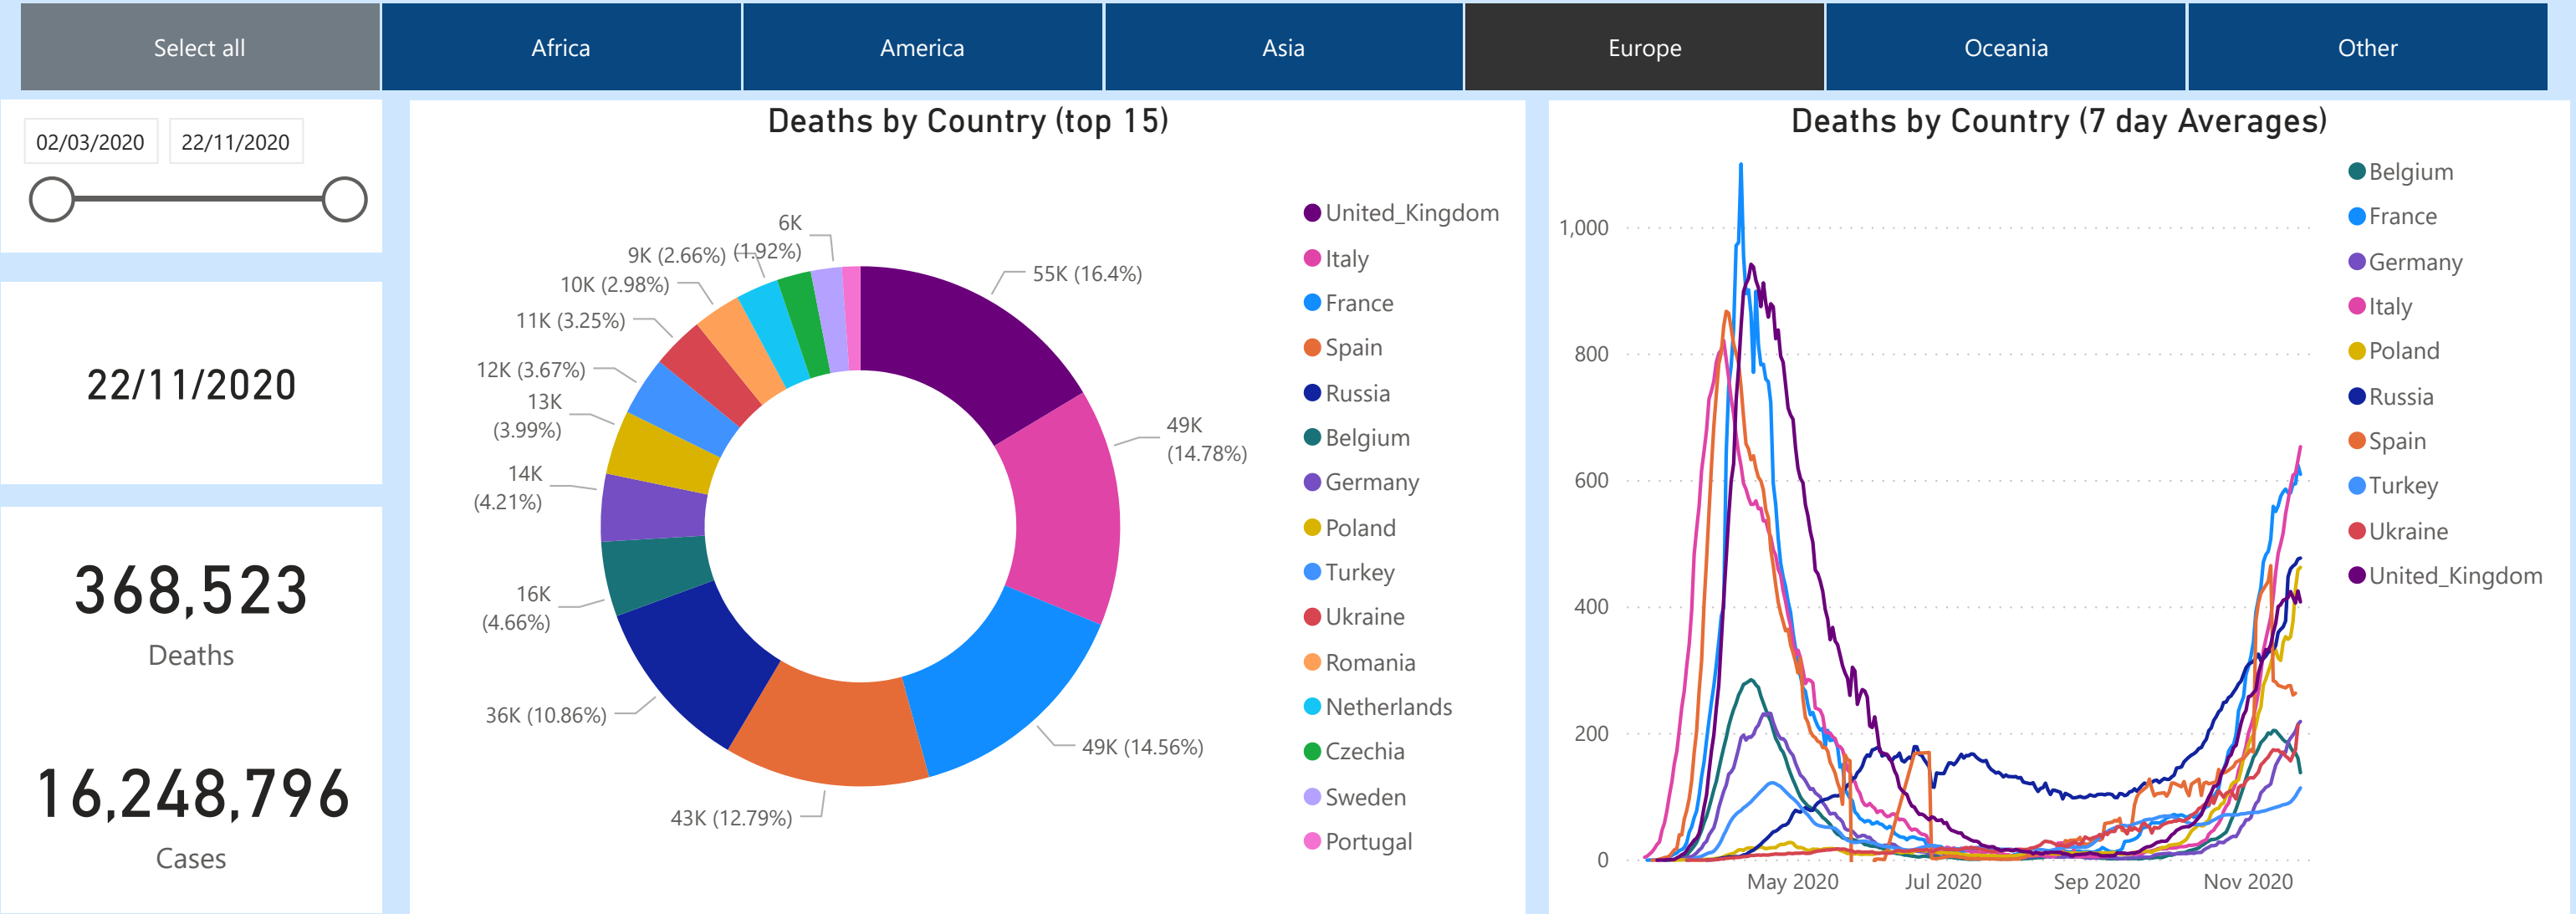 Select all
Africa
America
Asia
Europe
Oceania
Other
02/03/2020
22/11/2020
22/11/2020
368,523
Deaths
16,248,796
Cases
Deaths by Country (top 15)
55K (16.4%)
49K
(14.78%)
49K (14.56%)
43K (12.79%)
36K (10.86%)
16K
(4.66%)
14K
(4.21%)
13K
(3.99%)
12K (3.67%)
11K (3.25%)
10K (2.98%)
9K (2.66%)
6K
(1.92%)
United_Kingdom
Italy
France
Spain
Russia
Belgium
Germany
Poland
Turkey
Ukraine
Romania
Netherlands
Czechia
Sweden
Portugal
Deaths by Country (7 day Averages)
1,000
800
600
400
200
0
May 2020
Jul 2020
Sep 2020
Nov 2020
Belgium
France
Germany
Italy
Poland
Russia
Spain
Turkey
Ukraine
United_Kingdom